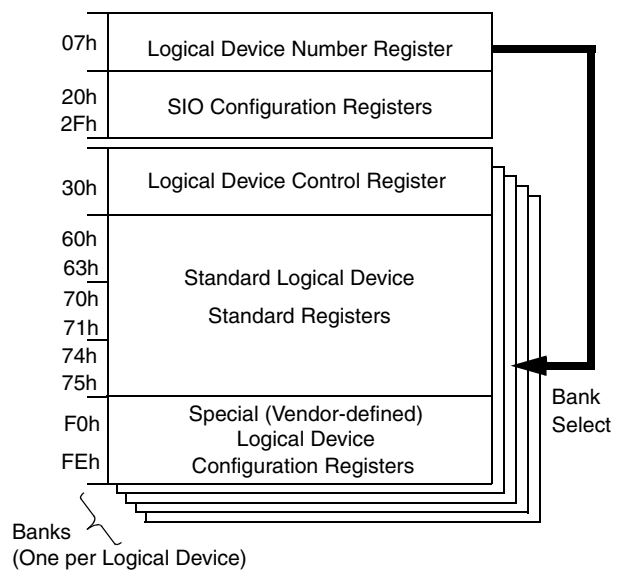 07h
Logical Device Number Register
20h
2Fh
SIO Configuration Registers
30h
Logical Device Control Register
60h
63h
70h
71h
74h
75h
Standard Logical Device
Standard Registers
F0h
FEh
Special (Vendor-defined)
Logical Device
Configuration Registers
Bank
Select
Banks
(One per Logical Device)